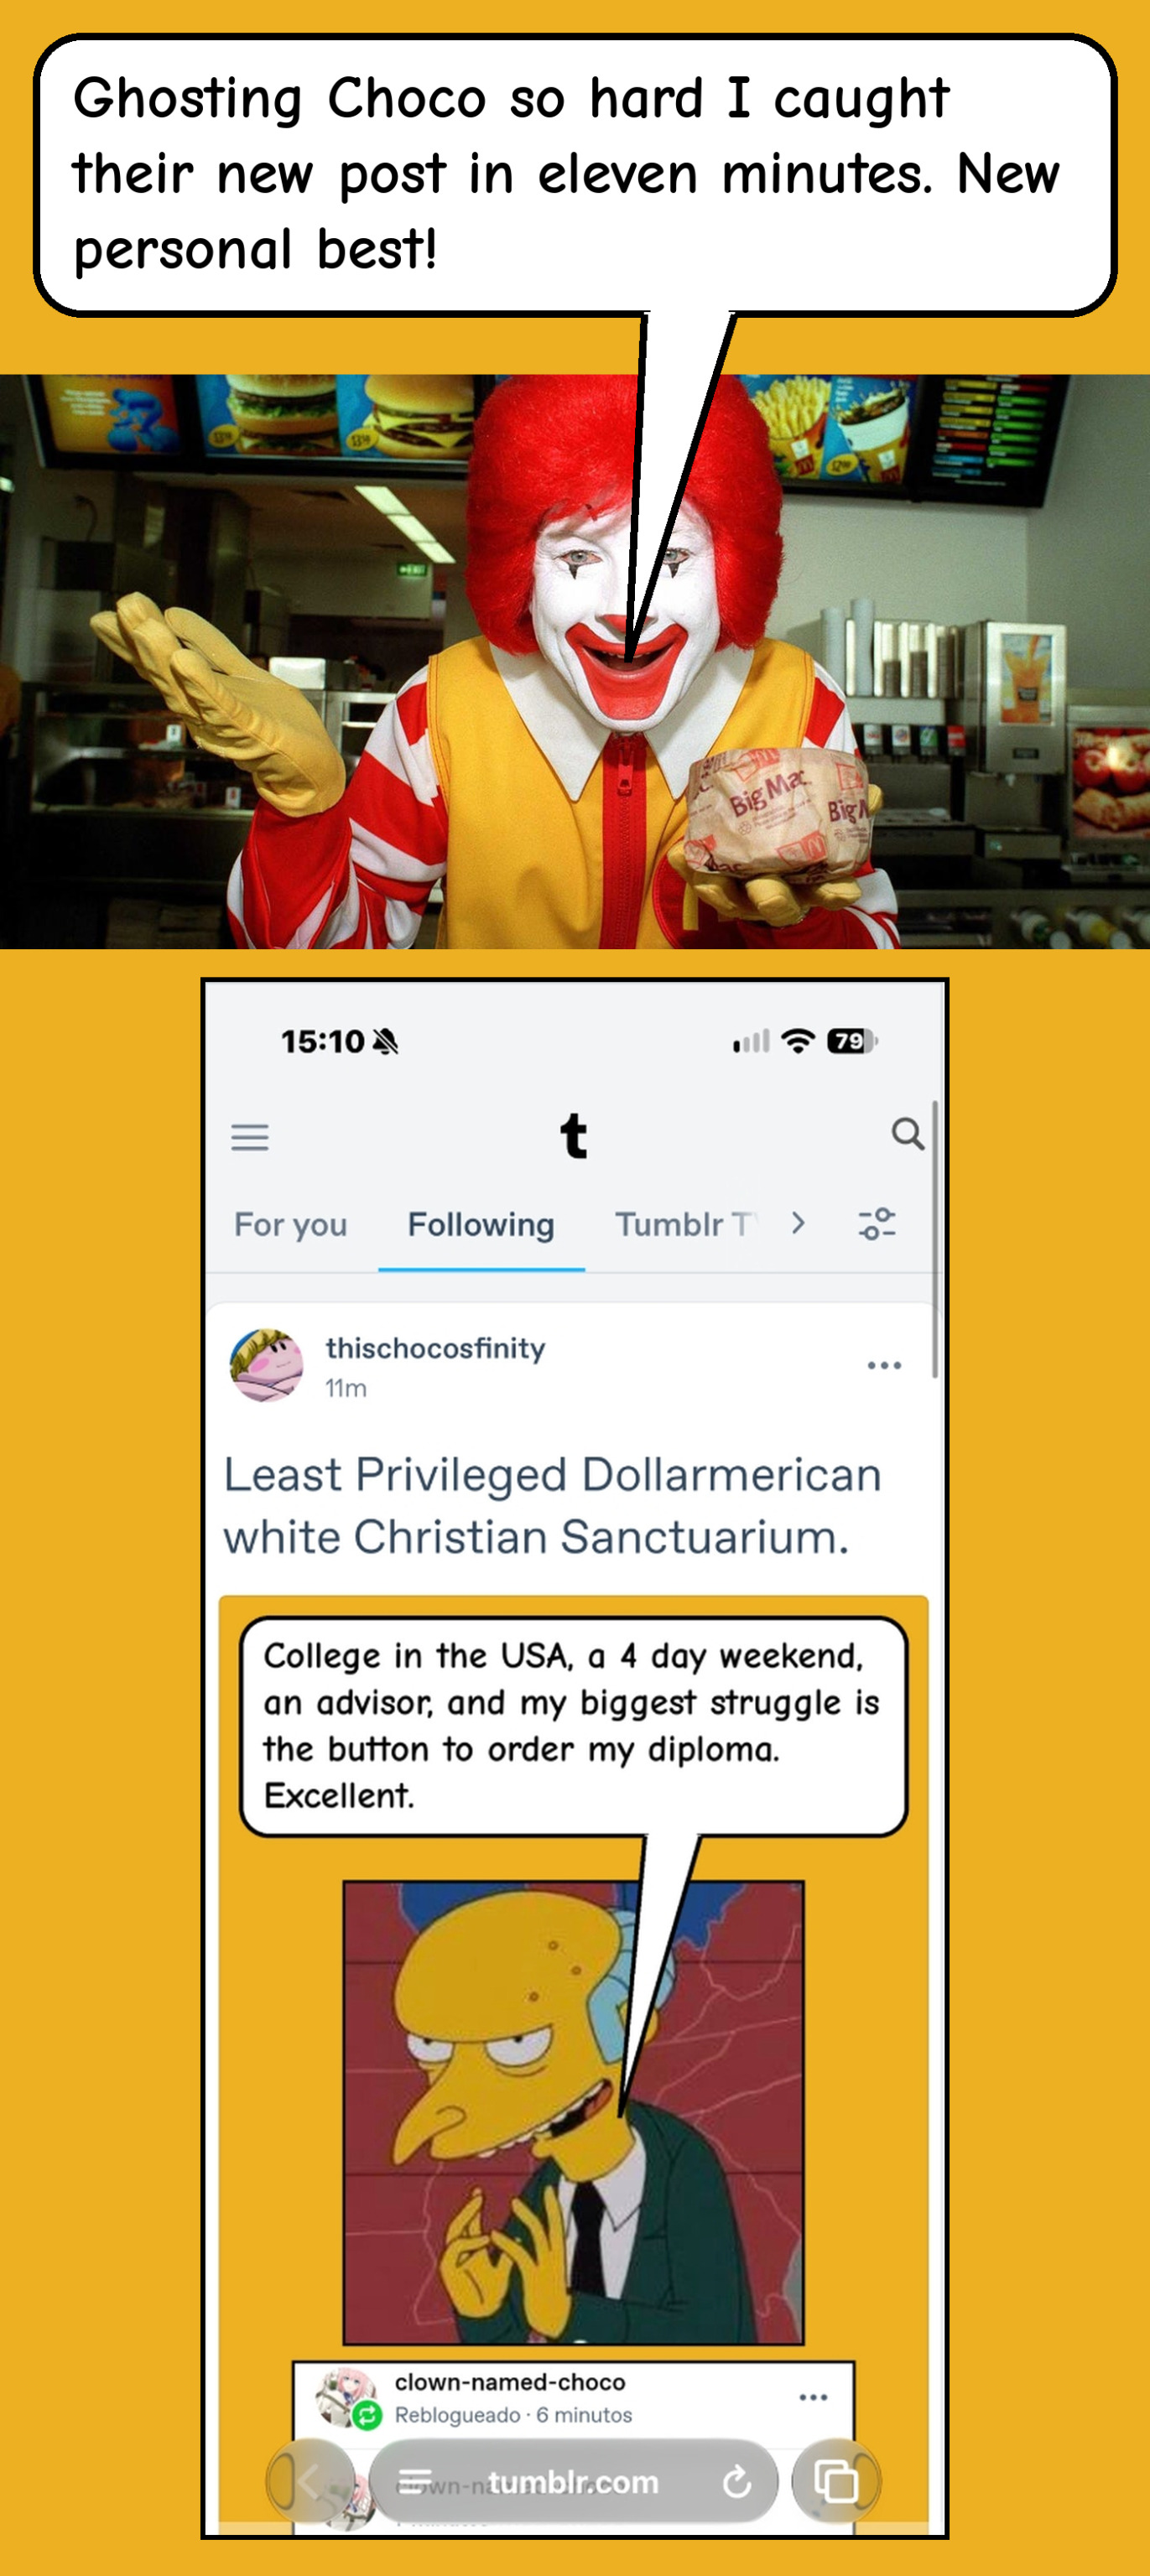 Ghosting Choco so hard I caught
their new post in eleven minutes. New
personal best!
Big Mac
15:10
79
t
For you Following Tumblr T
thischocosfinity
11m
Least Privileged Dollarmerican
white Christian Sanctuarium.
College in the USA, a 4 day weekend,
an advisor, and my biggest struggle is
the button to order my diploma.
Excellent.
clown-named-choco
Reblogueado · 6 minutos
tumblr.com